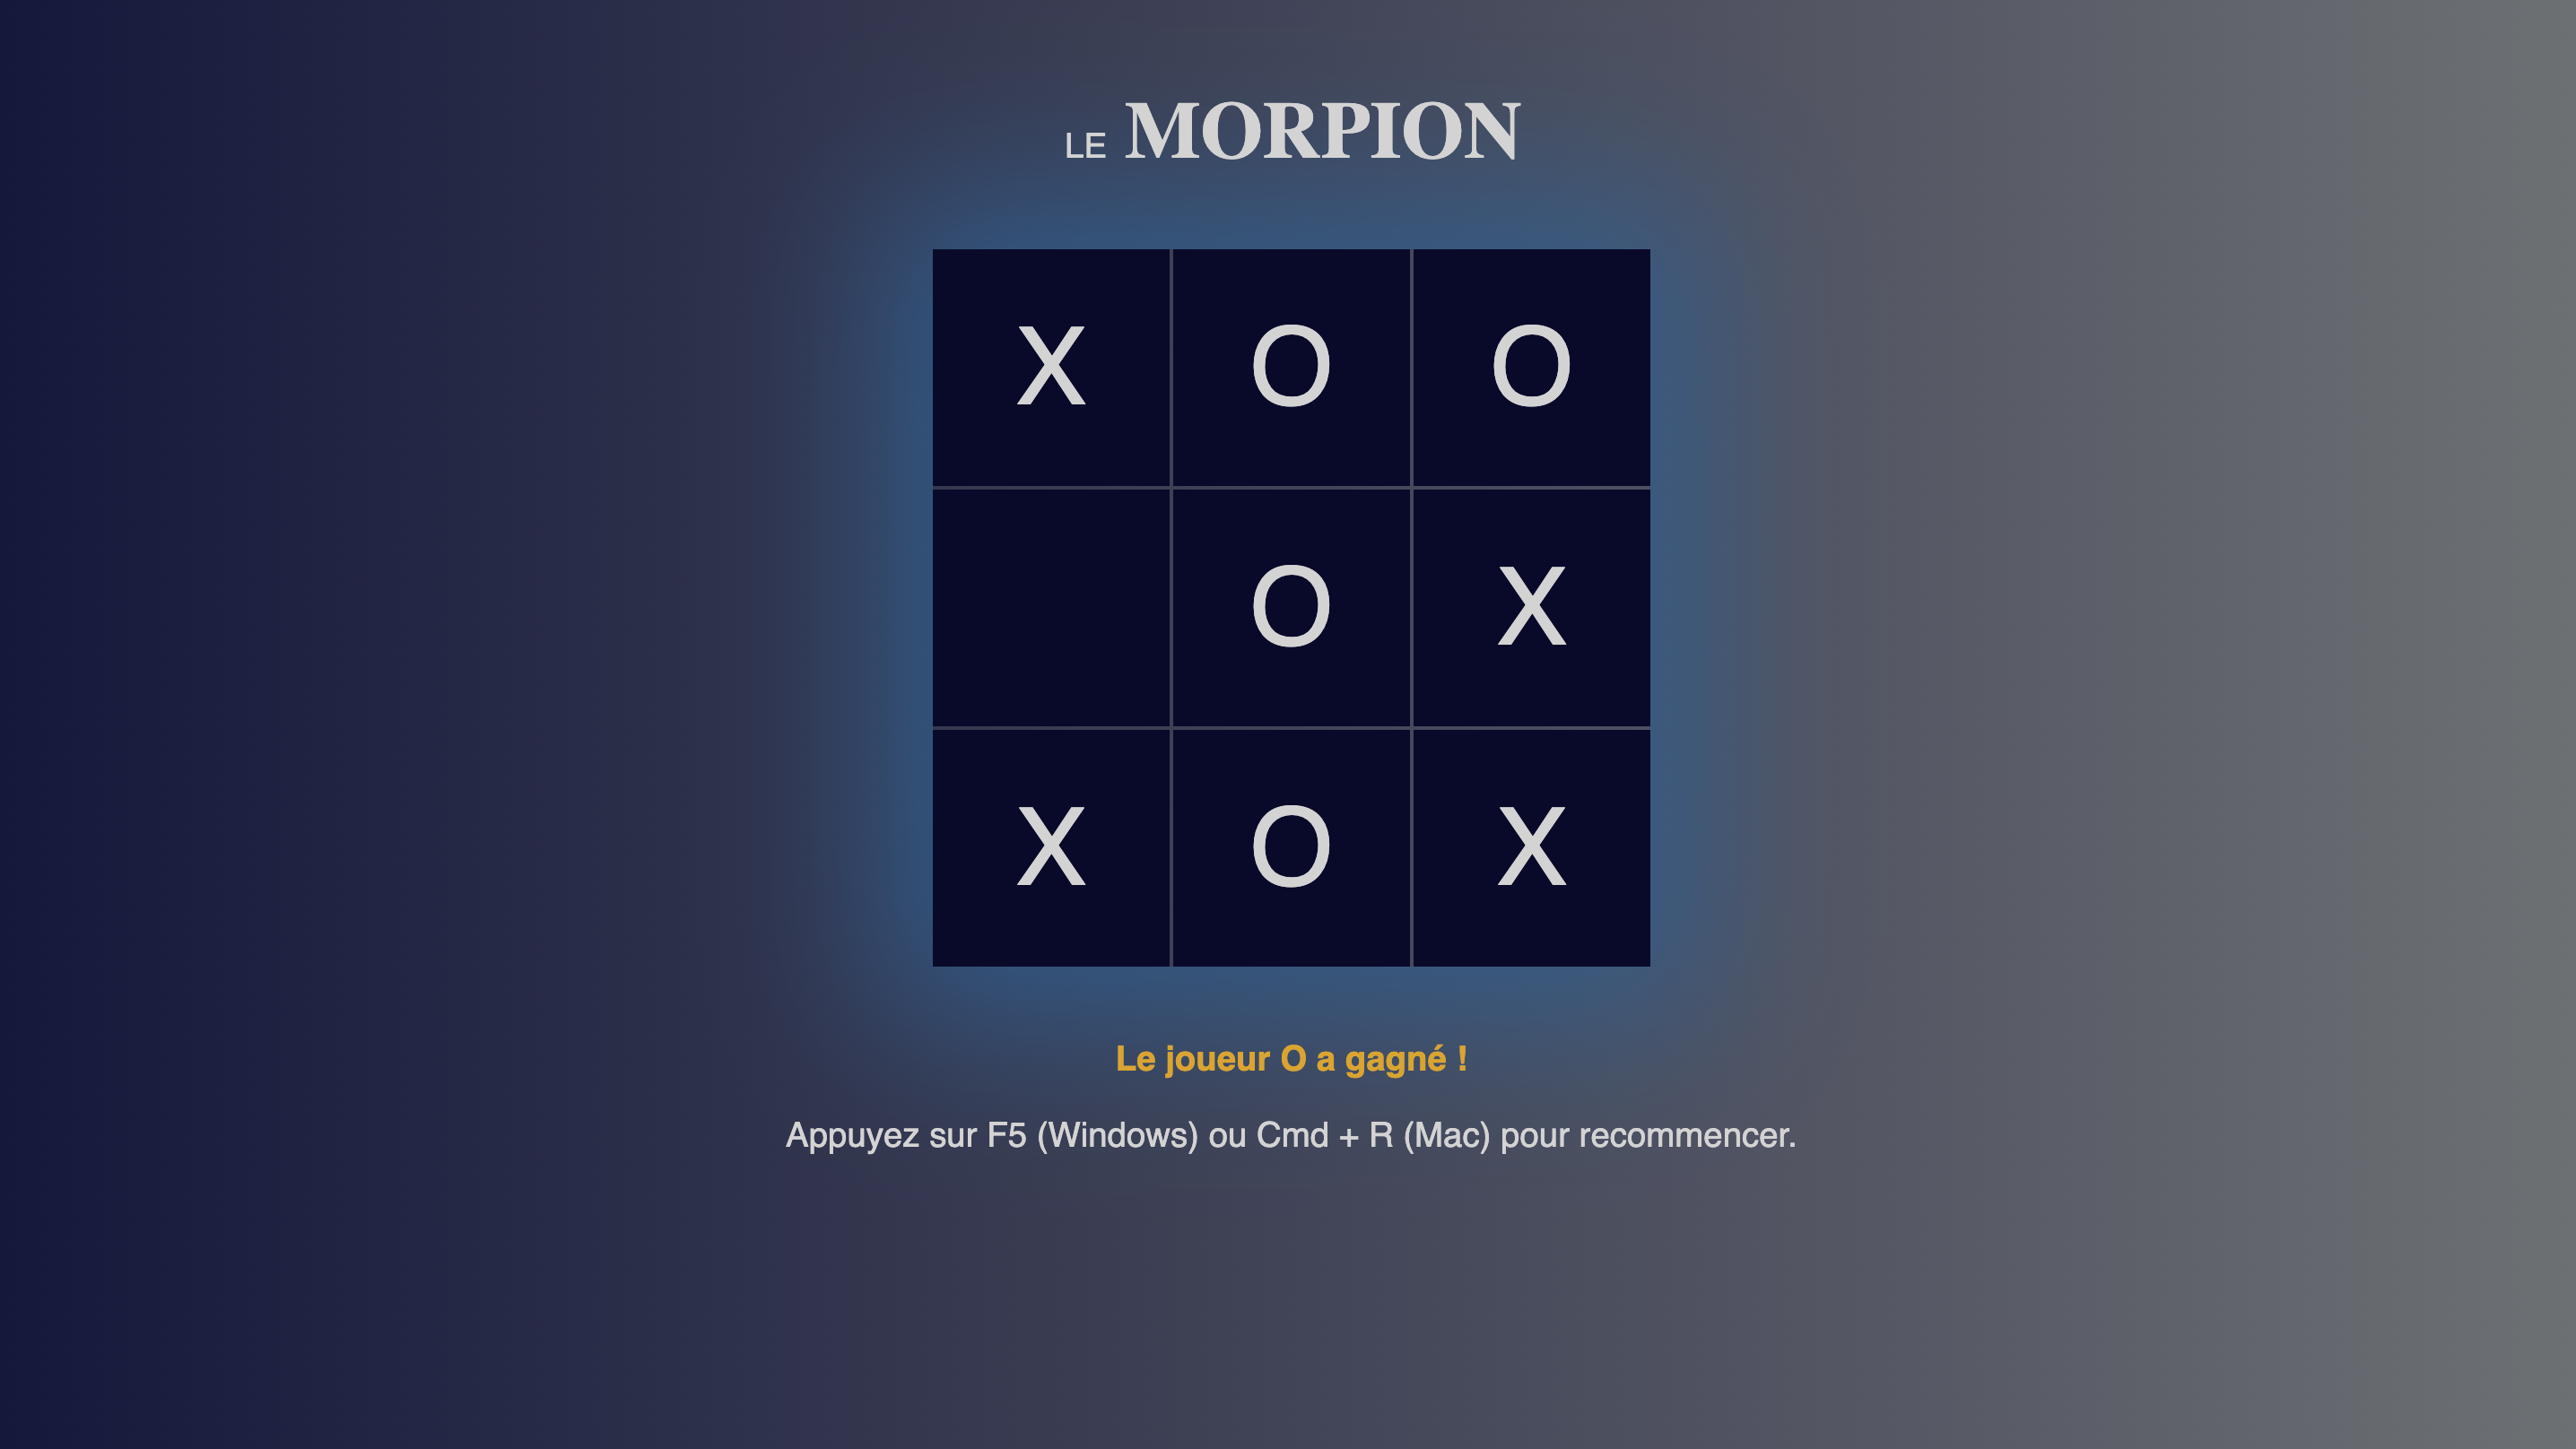 LE MORPION
X O O
O X
X O X
Le joueur O a gagné !
Appuyez sur F5 (Windows) ou Cmd + R (Mac) pour recommencer.